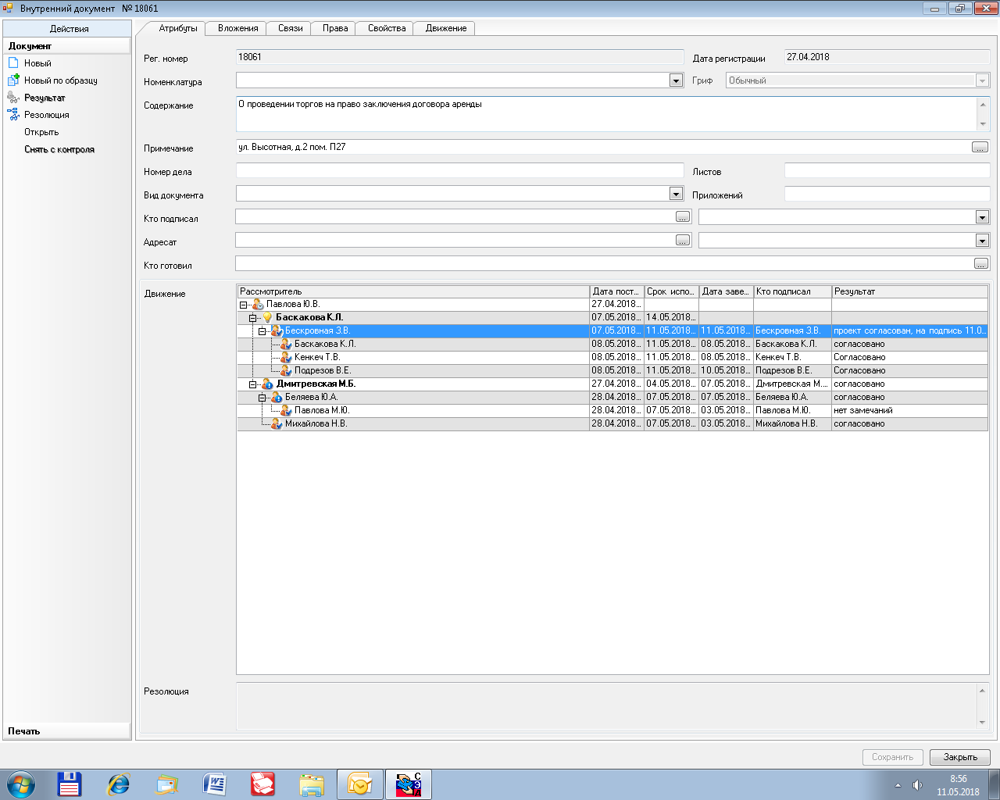 Внутренний документ № 18061
Действия
Документ
Новый
Новый по образцу
Результат
Резолюция
Открыть
Снять с контроля
Печать
Атрибуты Вложения Связи Права Свойства Движение
Рег. номер 18061 Дата регистрации 27.04.2018
Номенклатура Гриф Обычный
Содержание О проведении торгов на право заключения договора аренды
Примечание ул. Высотная, д.2 пом. П27 ...
Номер дела Листов
Вид документа Приложений
Кто подписал ...
Адресат ...
Кто готовил ...
Движение
Рассмотритель Дата пост... Срок испо... Дата заве... Кто подписал Результат
Павлова Ю.В. 27.04.2018...
Баскакова К.Л. 07.05.2018... 14.05.2018...
Бескровная З.В. 07.05.2018... 11.05.2018... 11.05.2018... Бескровная З.В. проект согласован, на подпись 11.0...
Баскакова К.Л. 08.05.2018... 11.05.2018... 08.05.2018... Баскакова К.Л. согласовано
Кенкеч Т.В. 08.05.2018... 11.05.2018... 08.05.2018... Кенкеч Т.В. Согласовано
Подрезов В.Е. 08.05.2018... 11.05.2018... 10.05.2018... Подрезов В.Е. Согласовано
Дмитревская М.Б. 27.04.2018... 04.05.2018... 07.05.2018... Дмитревская М.... согласовано
Беляева Ю.А. 28.04.2018... 07.05.2018... 07.05.2018... Беляева Ю.А. согласовано
Павлова М.Ю. 28.04.2018... 07.05.2018... 03.05.2018... Павлова М.Ю. нет замечаний
Михайлова Н.В. 28.04.2018... 07.05.2018... 03.05.2018... Михайлова Н.В. согласовано
Резолюция
Сохранить Закрыть
СЭД
8:56
11.05.2018